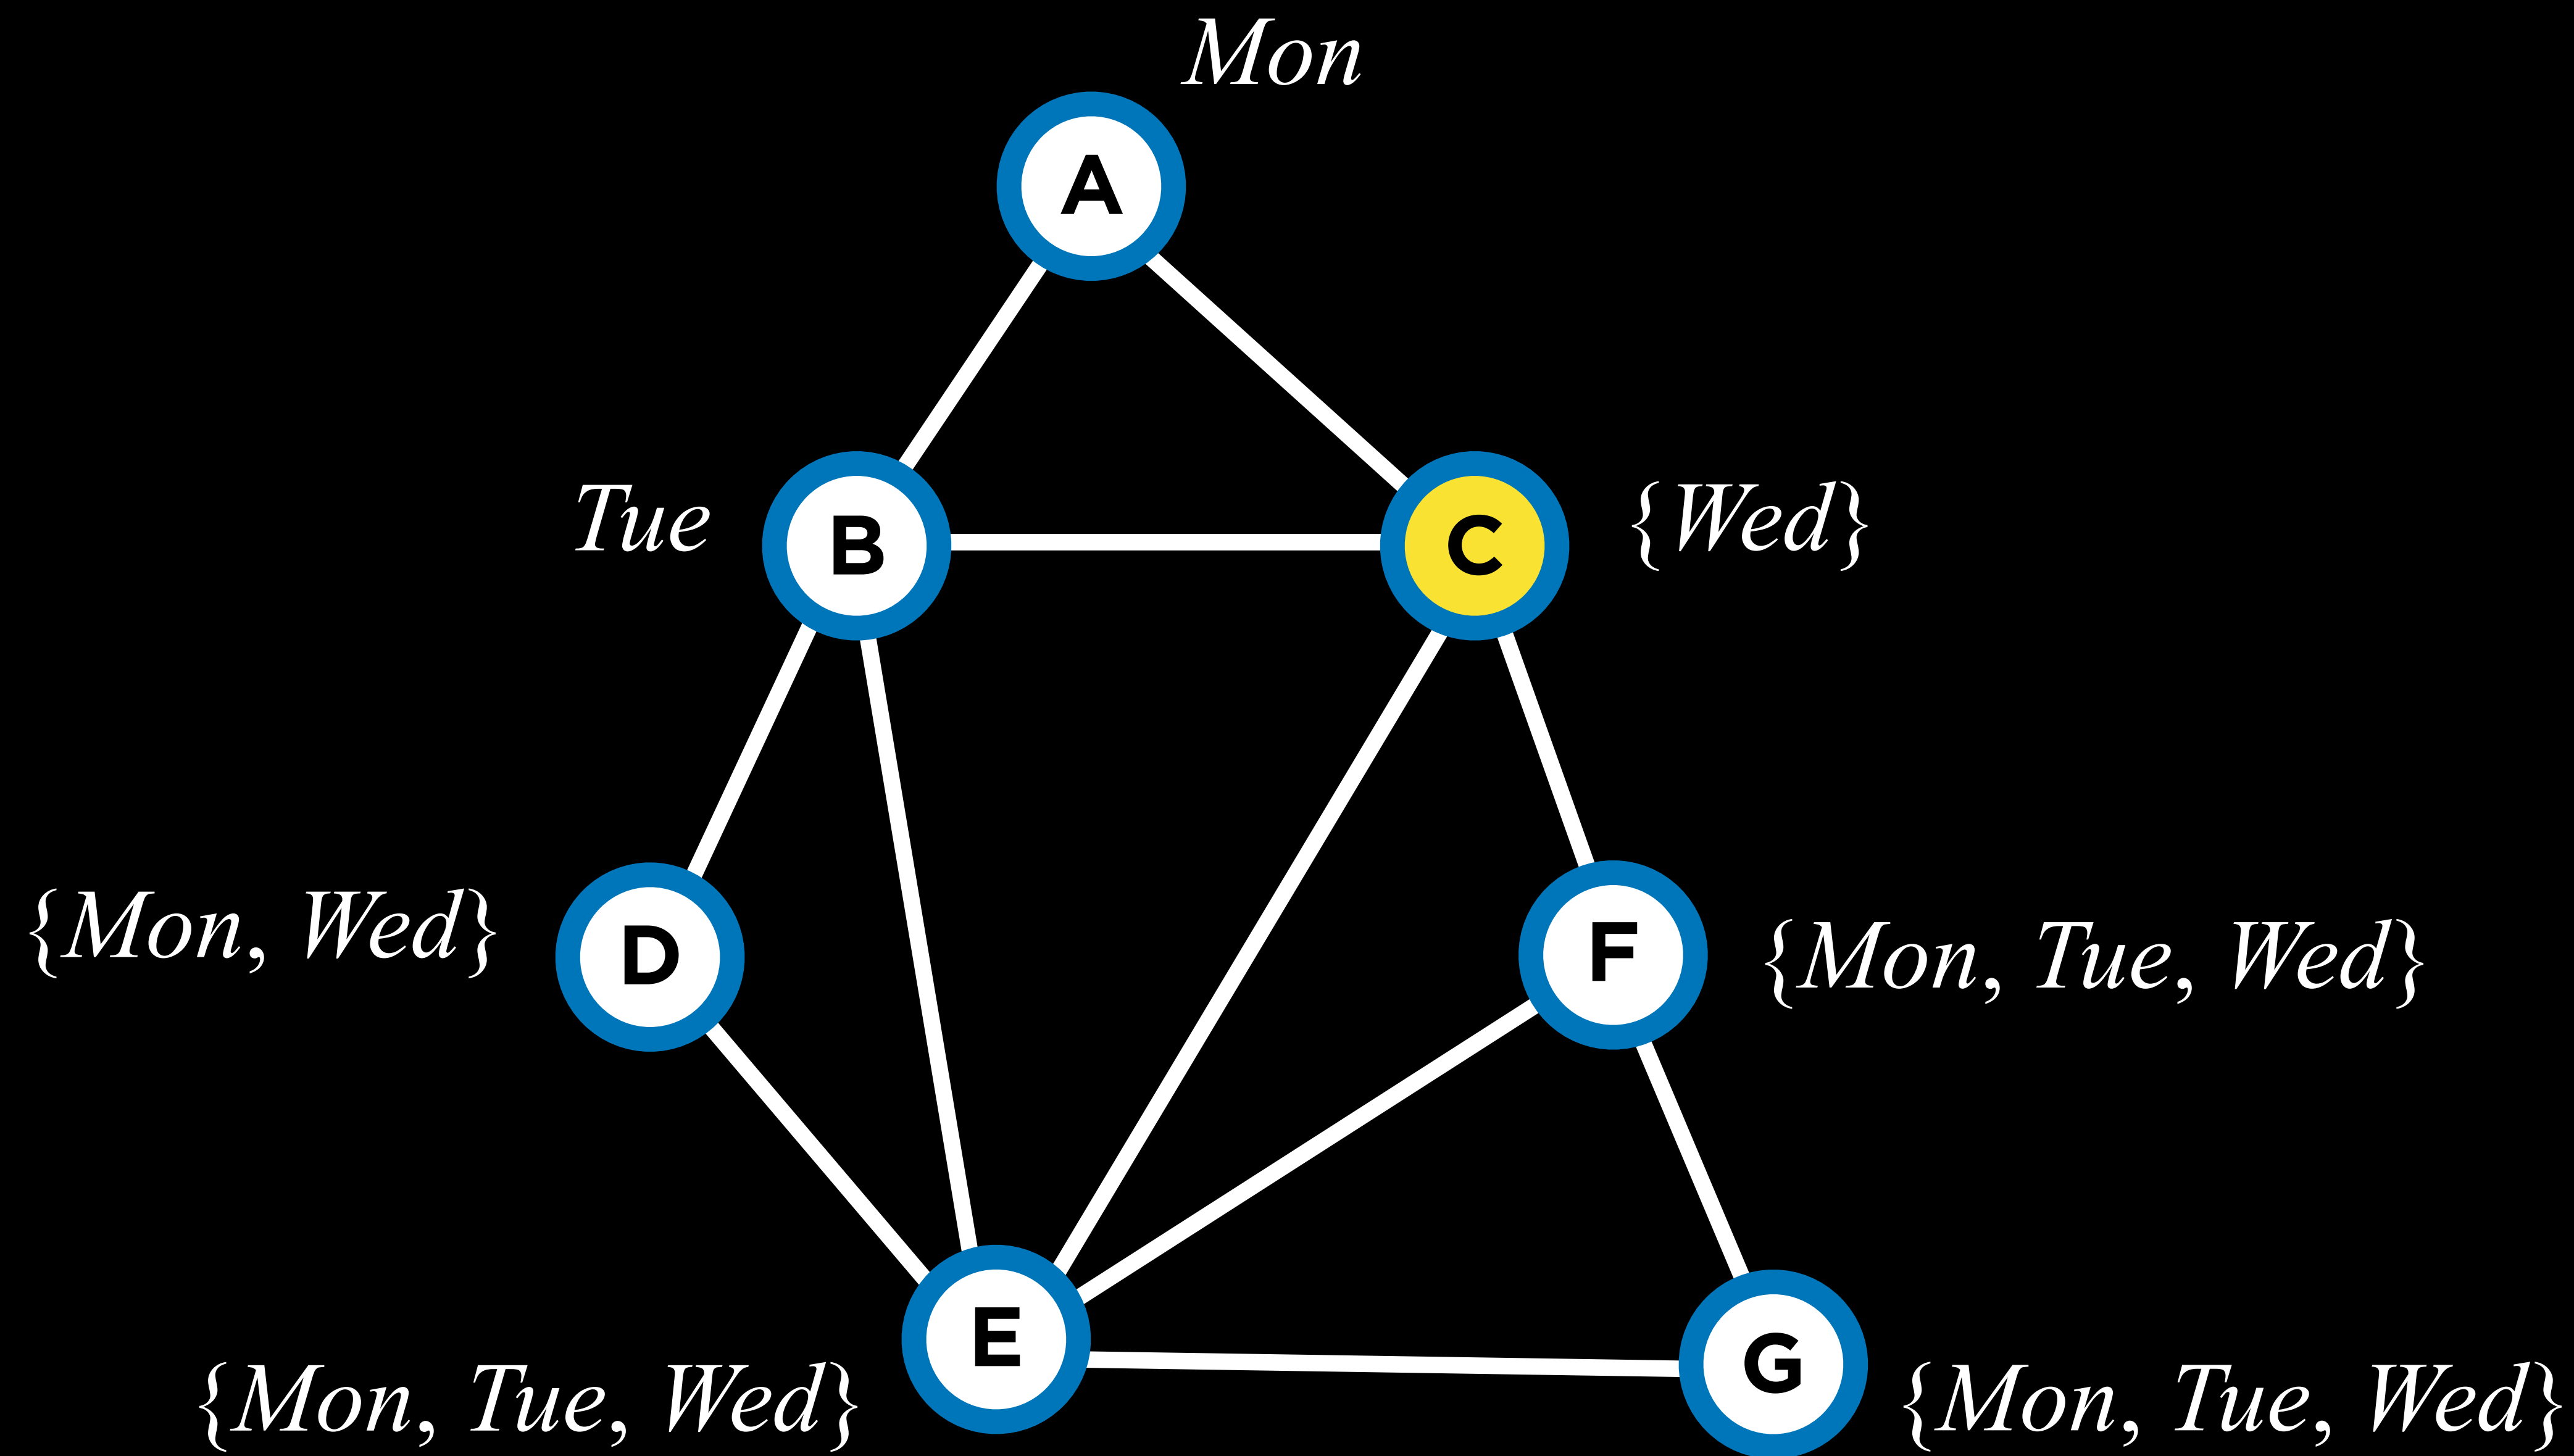 Mon
A
Tue
B
C
{Wed}
{Mon, Wed}
D
F
{Mon, Tue, Wed}
E
G
{Mon, Tue, Wed}
{Mon, Tue, Wed}